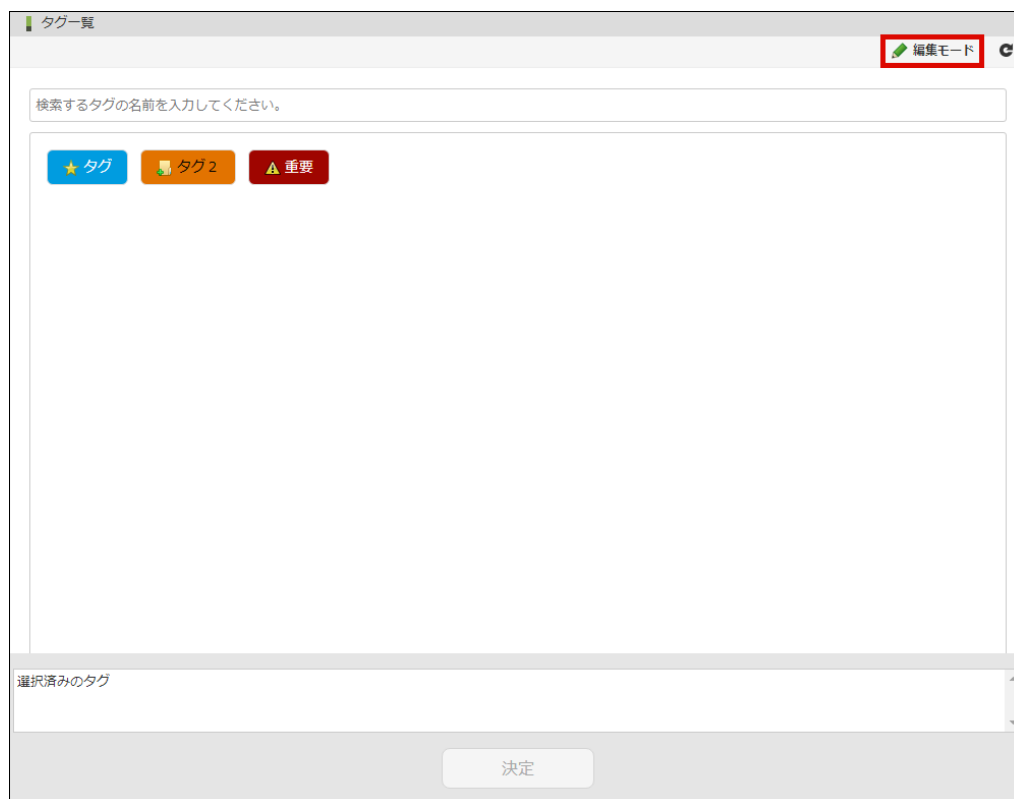 タグ一覧
編集モード
検索するタグの名前を入力してください。
タグ タグ2 重要
選択済みのタグ
決定